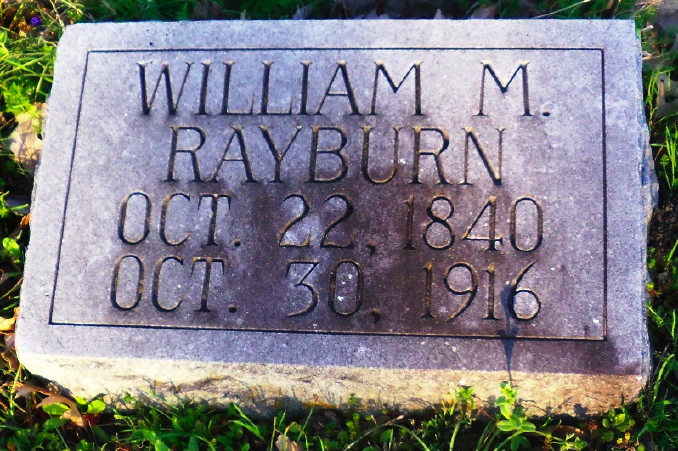 WILLIAM M.
RAYBURN
OCT. 22, 1840
OCT. 30, 1916